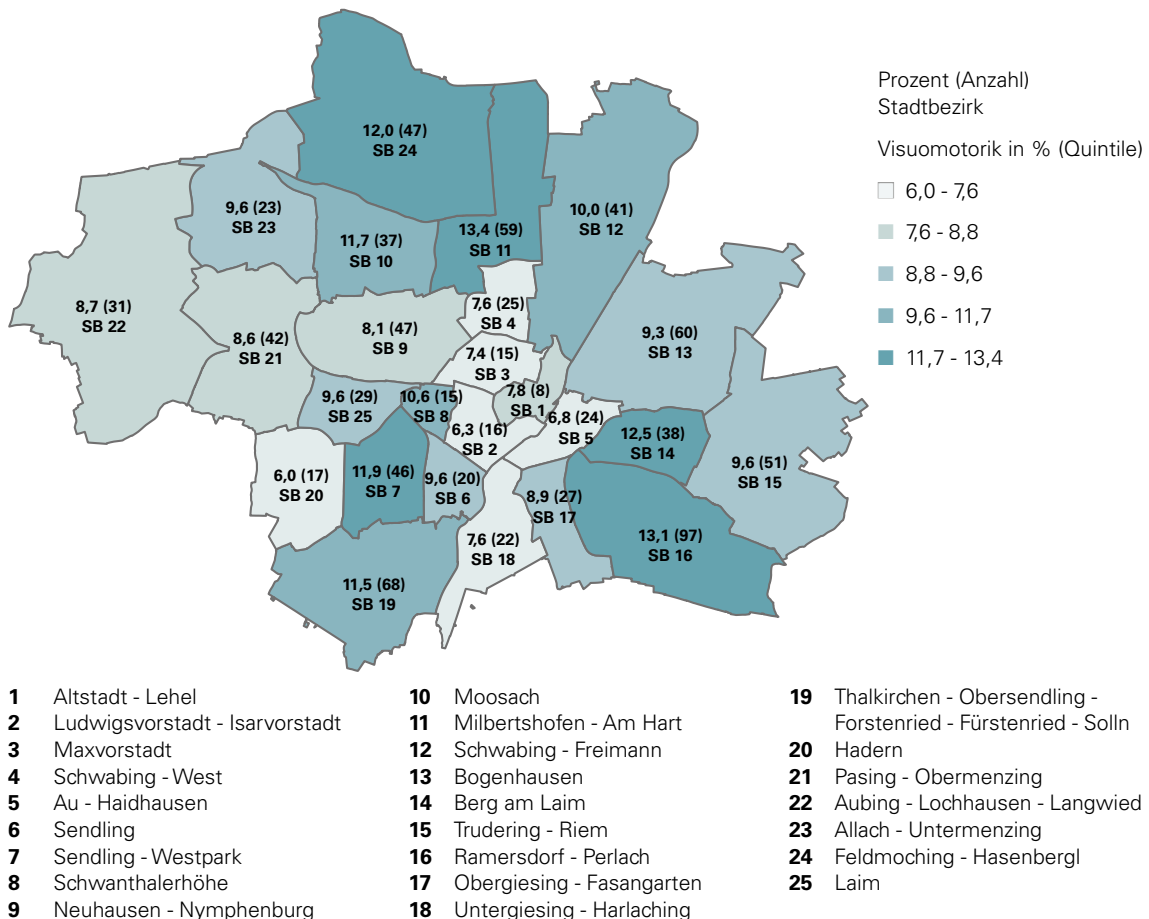 Prozent (Anzahl)
Stadtbezirk
Visuomotorik in % (Quintile)
6,0 - 7,6
7,6 - 8,8
8,8 - 9,6
9,6 - 11,7
11,7 - 13,4
12,0 (47)
SB 24
9,6 (23)
SB 23
11,7 (37)
SB 10
13,4 (59)
SB 11
10,0 (41)
SB 12
8,7 (31)
SB 22
8,6 (42)
SB 21
8,1 (47)
SB 9
7,6 (25)
SB 4
9,3 (60)
SB 13
7,4 (15)
SB 3
9,6 (29)
SB 25
10,6 (15)
SB 8
7,8 (8)
SB 1
6,3 (16)
SB 2
6,8 (24)
SB 5
12,5 (38)
SB 14
9,6 (51)
SB 15
6,0 (17)
SB 20
11,9 (46)
SB 7
9,6 (20)
SB 6
8,9 (27)
SB 17
13,1 (97)
SB 16
7,6 (22)
SB 18
11,5 (68)
SB 19
1 Altstadt - Lehel
2 Ludwigsvorstadt - Isarvorstadt
3 Maxvorstadt
4 Schwabing - West
5 Au - Haidhausen
6 Sendling
7 Sendling - Westpark
8 Schwanthalerhöhe
9 Neuhausen - Nymphenburg
10 Moosach
11 Milbertshofen - Am Hart
12 Schwabing - Freimann
13 Bogenhausen
14 Berg am Laim
15 Trudering - Riem
16 Ramersdorf - Perlach
17 Obergiesing - Fasangarten
18 Untergiesing - Harlaching
19 Thalkirchen - Obersendling -
Forstenried - Fürstenried - Solln
20 Hadern
21 Pasing - Obermenzing
22 Aubing - Lochhausen - Langwied
23 Allach - Untermenzing
24 Feldmoching - Hasenbergl
25 Laim